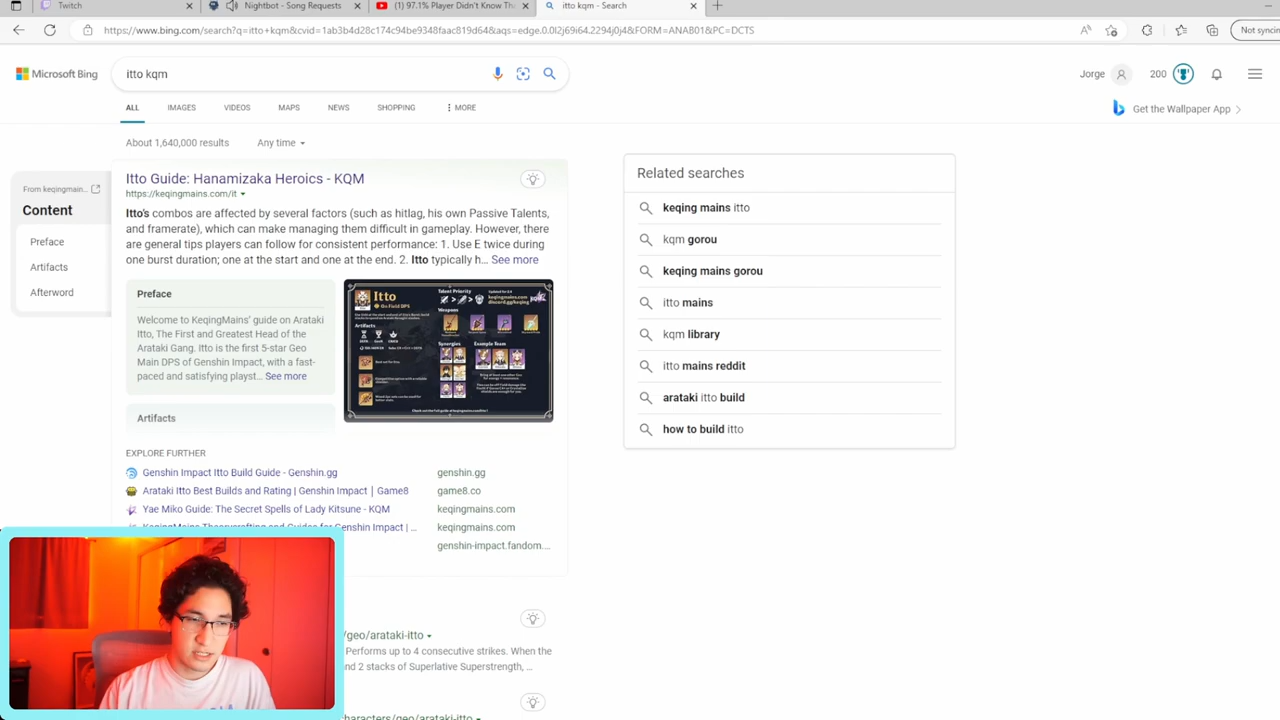 Twitch
Nightbot - Song Requests
(1) 97.1% Player Didn't Know Th
itto kqm - Search
https://www.bing.com/search?q=itto+kqm&cvid=1ab3b4d28c174c94be9348faac819d64&aqs=edge.0.0l2j69i64.2294j0j4&FORM=ANAB01&PC=DCTS
Not syncin
Microsoft Bing
itto kqm
Jorge
200
ALL
IMAGES
VIDEOS
MAPS
NEWS
SHOPPING
MORE
Get the Wallpaper App
About 1,640,000 results
Any time
From keqingmain...
Content
Preface
Artifacts
Afterword
Itto Guide: Hanamizaka Heroics - KQM
https://keqingmains.com/it
Itto's combos are affected by several factors (such as hitlag, his own Passive Talents,
and framerate), which can make managing them difficult in gameplay. However, there
are general tips players can follow for consistent performance: 1. Use E twice during
one burst duration; one at the start and one at the end. 2. Itto typically h... See more
Preface
Welcome to KeqingMains' guide on Arataki
Itto, The First and Greatest Head of the
Arataki Gang. Itto is the first 5-star Geo
Main DPS of Genshin Impact, with a fast-
paced and satisfying playst... See more
Artifacts
Itto
On Field DPS
Artifacts
Talent Priority
Weapons
Synergies
Example Team
EXPLORE FURTHER
Genshin Impact Itto Build Guide - Genshin.gg
genshin.gg
Arataki Itto Best Builds and Rating | Genshin Impact | Game8
game8.co
Yae Miko Guide: The Secret Spells of Lady Kitsune - KQM
keqingmains.com
KeqingMains Theorycrafting and Guides for Genshin Impact | ...
keqingmains.com
genshin-impact.fandom....
/geo/arataki-itto
Performs up to 4 consecutive strikes. When the
nd 2 stacks of Superlative Superstrength, ...
characters/geo/arataki-itto
Related searches
keqing mains itto
kqm gorou
keqing mains gorou
itto mains
kqm library
itto mains reddit
arataki itto build
how to build itto